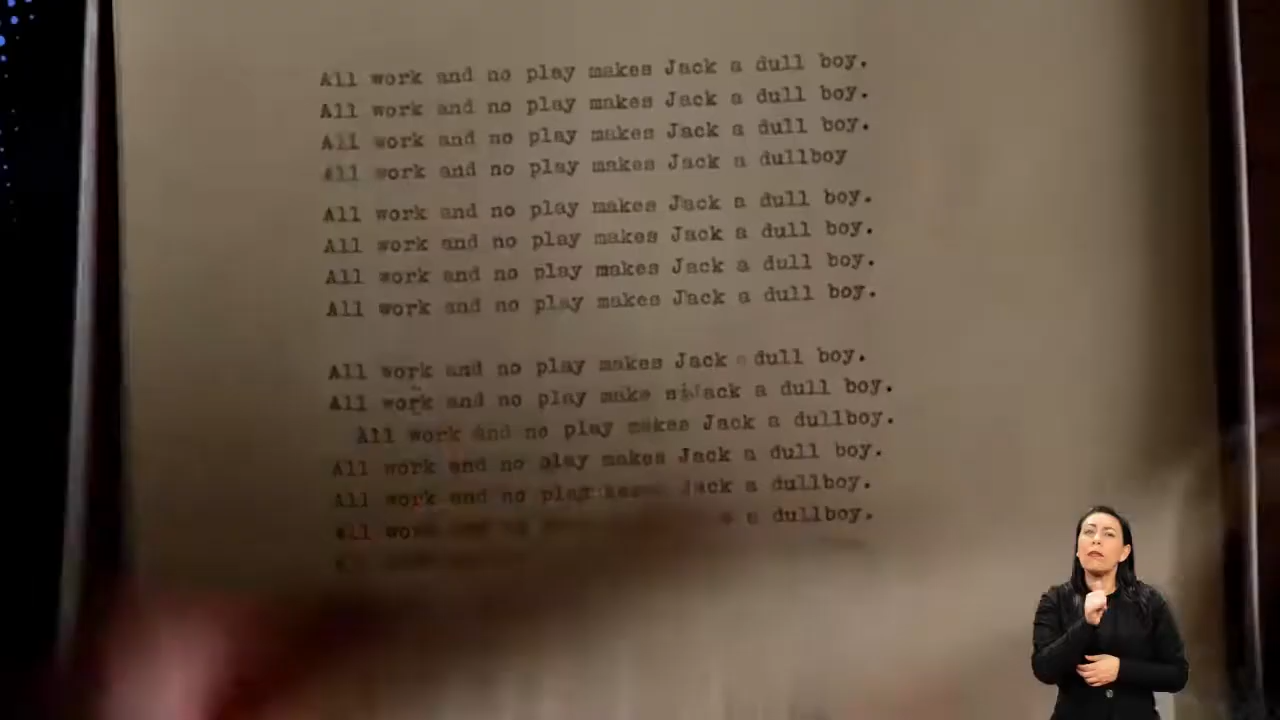 All work and no play makes Jack a dull boy.
All work and no play makes Jack a dull boy.
All work and no play makes Jack a dull boy.
All work and no play makes Jack a dullboy
All work and no play makes Jack a dull boy.
All work and no play makes Jack a dull boy.
All work and no play makes Jack a dull boy.
All work and no play makes Jack a dull boy.
All work and no play makes Jack a dull boy.
All work and no play make sJack a dull boy.
All work and no play makes Jack a dullboy.
All work and no play makes Jack a dull boy.
All work and no Jack a dullboy.
All a dullboy.